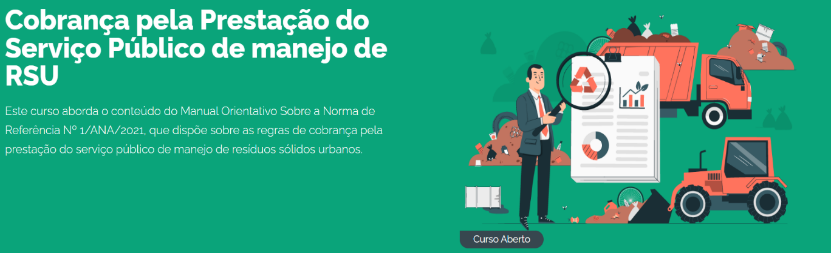 Cobrança pela Prestação do
Serviço Público de manejo de
RSU
Este curso aborda o conteúdo do Manual Orientativo Sobre a Norma de
Referência Nº 1/ANA/2021, que dispõe sobre as regras de cobrança pela
prestação do serviço público de manejo de resíduos sólidos urbanos.
Curso Aberto